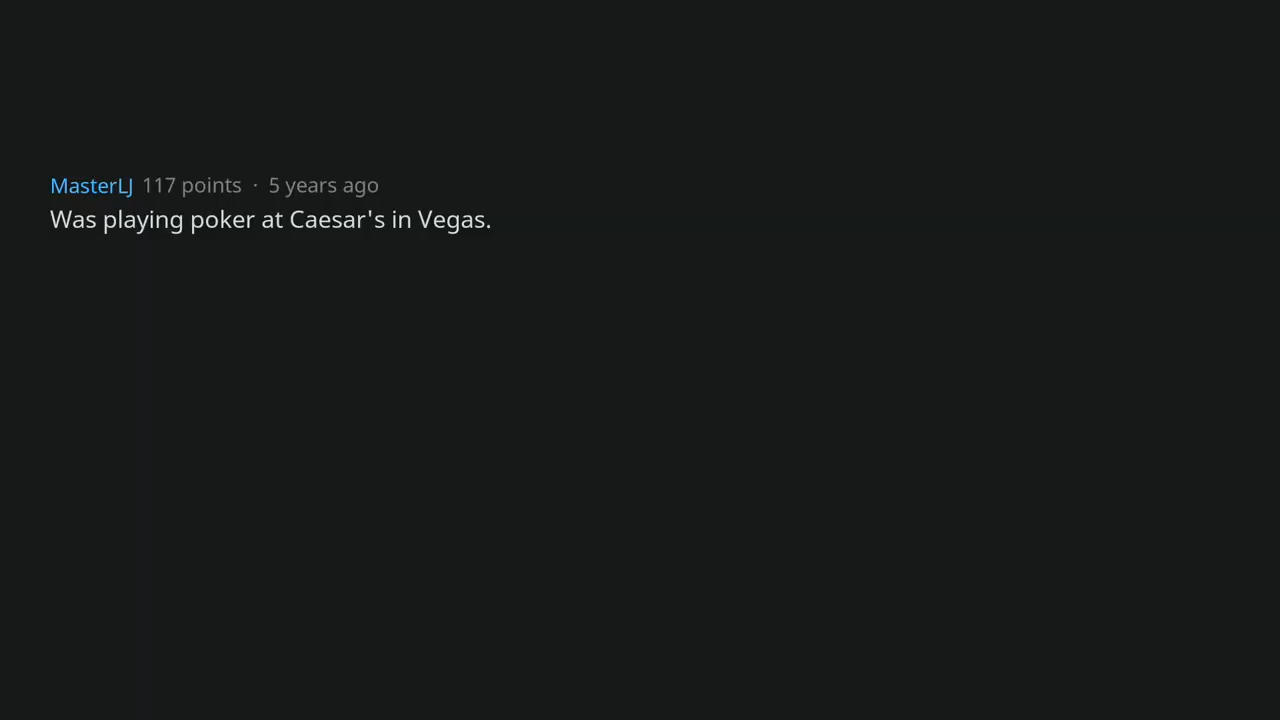 MasterLJ 117 points · 5 years ago
Was playing poker at Caesar's in Vegas.